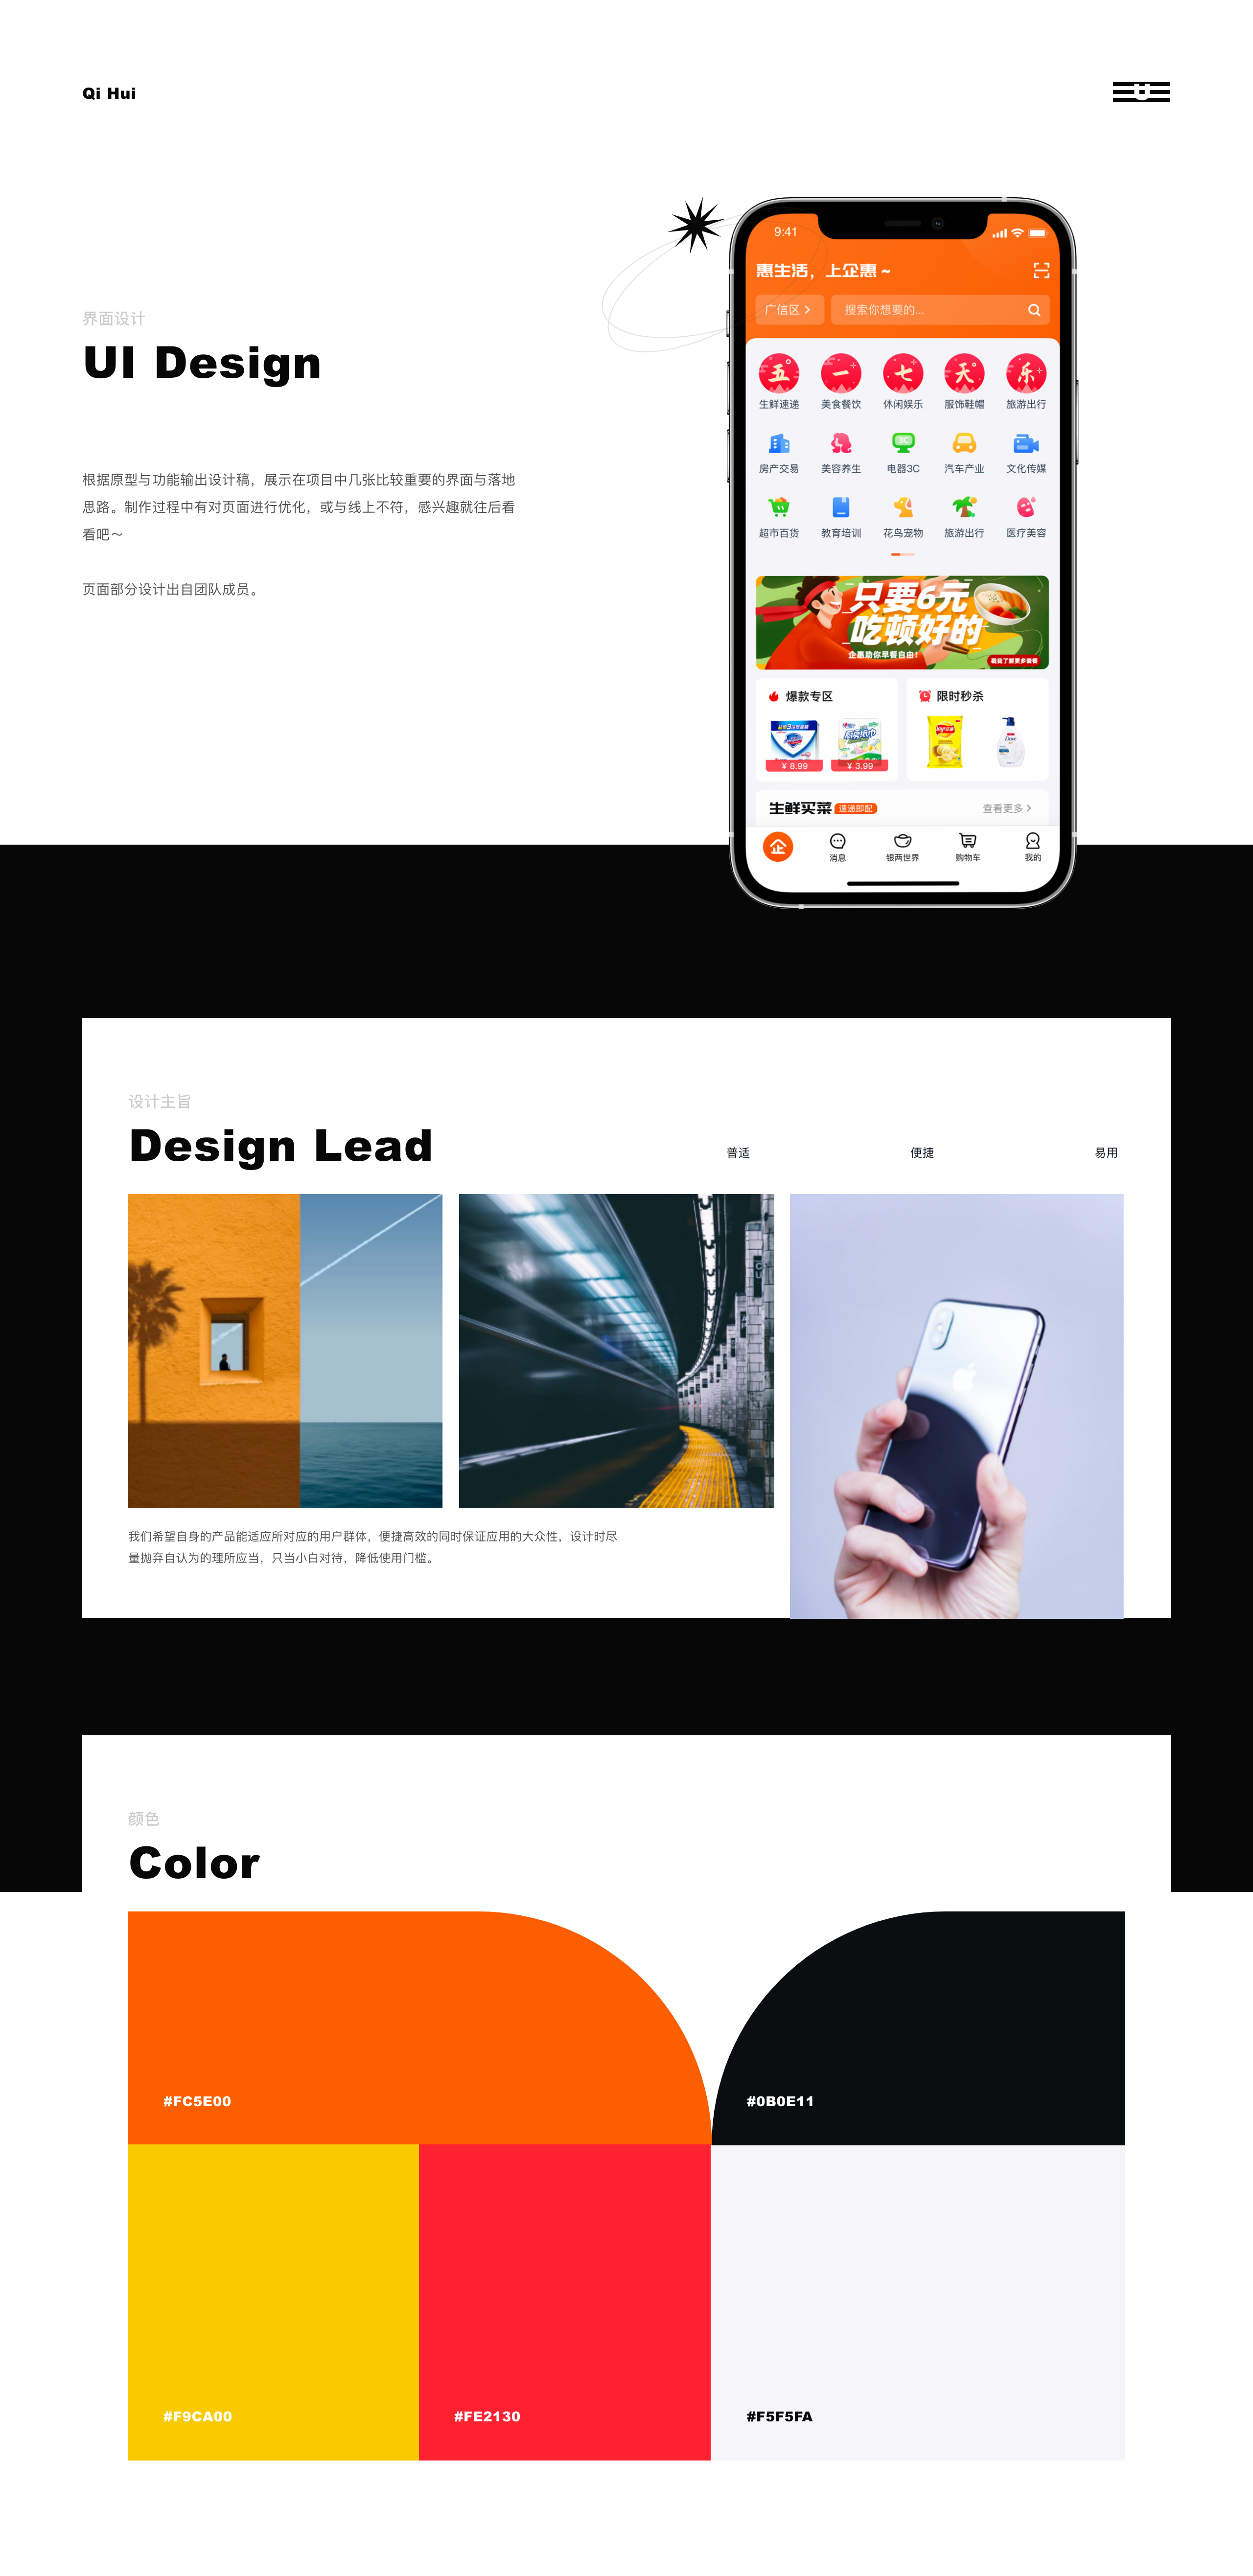 Qi Hui
U
界面设计
UI Design
根据原型与功能输出设计稿，展示在项目中几张比较重要的界面与落地
思路。制作过程中有对页面进行优化，或与线上不符，感兴趣就往后看
看吧～
页面部分设计出自团队成员。
9:41
惠生活，上企惠~
广信区
搜索你想要的...
五 一 七 天 乐
生鲜速递 美食餐饮 休闲娱乐 服饰鞋帽 旅游出行
3C
房产交易 美容养生 电器3C 汽车产业 文化传媒
超市百货 教育培训 花鸟宠物 旅游出行 医疗美容
只要6元
吃顿好的
企惠助你早餐自由！
戳我了解更多套餐
爆款专区
限时秒杀
¥ 8.99
¥ 3.99
Dove
生鲜买菜
速递即配
查看更多
企
消息 银两世界 购物车 我的
设计主旨
Design Lead
普适 便捷 易用
我们希望自身的产品能适应所对应的用户群体，便捷高效的同时保证应用的大众性，设计时尽
量抛弃自认为的理所应当，只当小白对待，降低使用门槛。
颜色
Color
#FC5E00
#0B0E11
#F9CA00
#FE2130
#F5F5FA